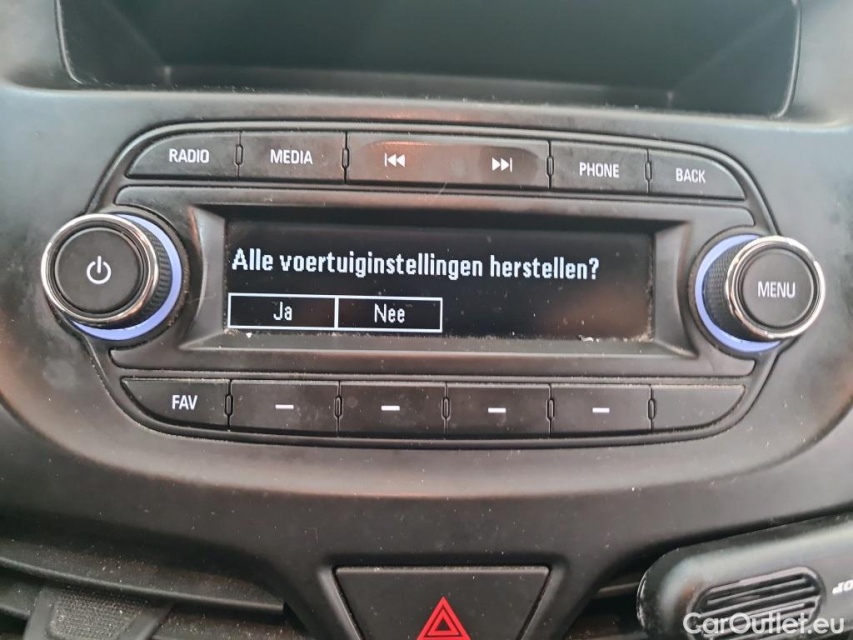 RADIO MEDIA PHONE BACK
Alle voertuiginstellingen herstellen?
Ja Nee
MENU
FAV
CarOutlet.eu